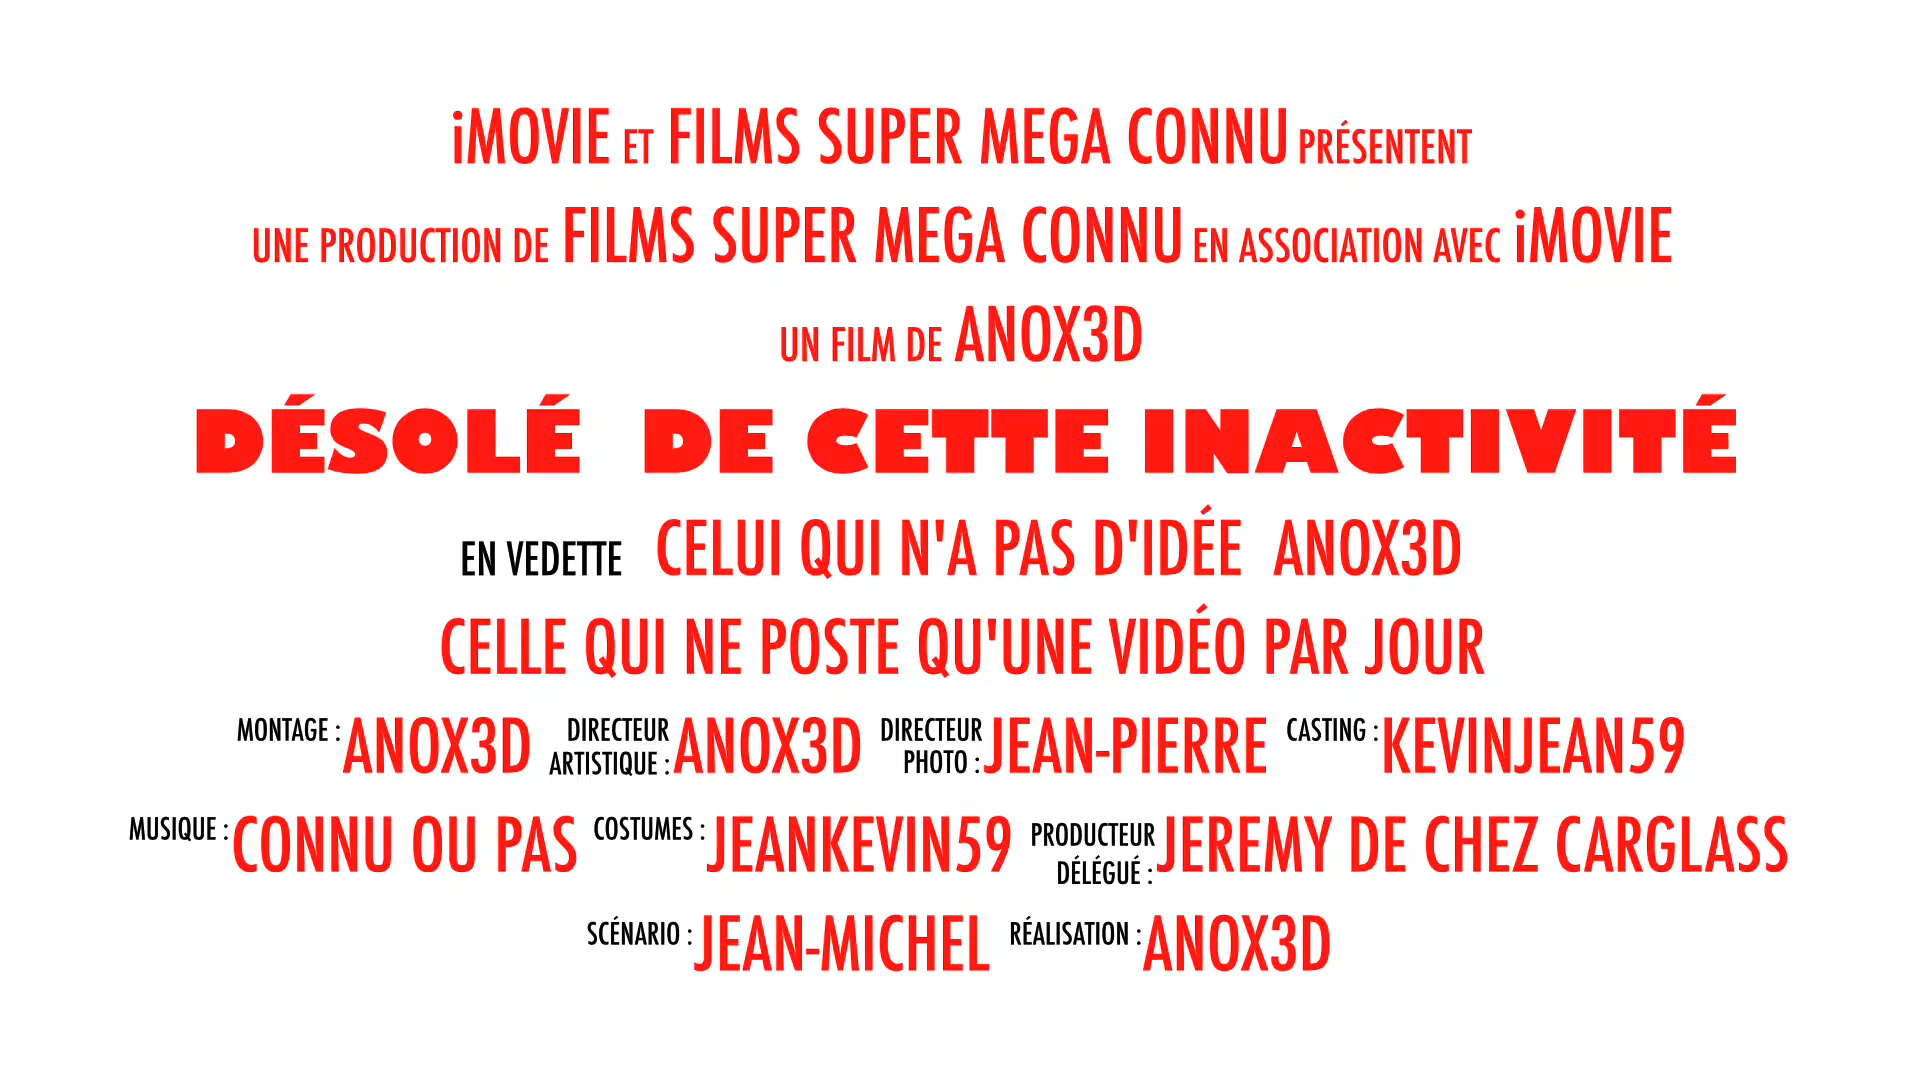 iMOVIE ET FILMS SUPER MEGA CONNU PRÉSENTENT
UNE PRODUCTION DE FILMS SUPER MEGA CONNU EN ASSOCIATION AVEC iMOVIE
UN FILM DE ANOX3D
DÉSOLÉ DE CETTE INACTIVITÉ
EN VEDETTE CELUI QUI N'A PAS D'IDÉE ANOX3D
CELLE QUI NE POSTE QU'UNE VIDÉO PAR JOUR
MONTAGE : ANOX3D DIRECTEUR ARTISTIQUE : ANOX3D DIRECTEUR PHOTO : JEAN-PIERRE CASTING : KEVINJEAN59
MUSIQUE : CONNU OU PAS COSTUMES : JEANKEVIN59 PRODUCTEUR DÉLÉGUÉ : JEREMY DE CHEZ CARGLASS
SCÉNARIO : JEAN-MICHEL RÉALISATION : ANOX3D